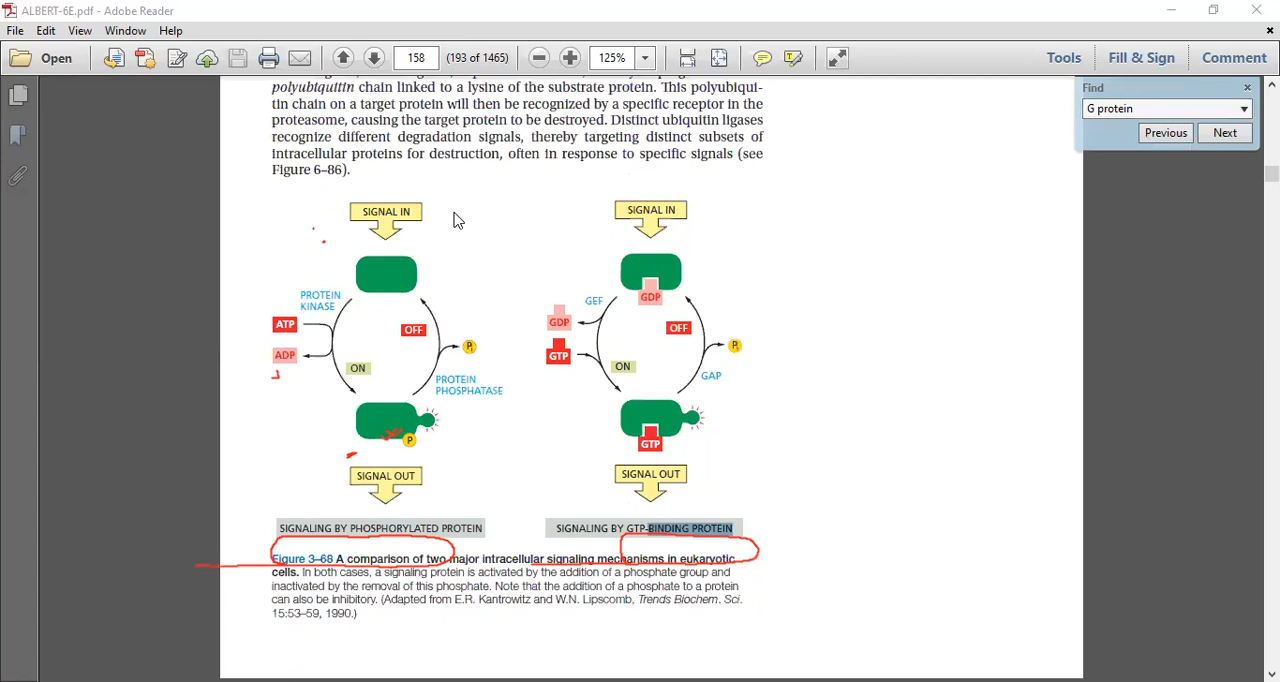 ALBERT-6E.pdf - Adobe Reader
File Edit View Window Help
Open 158 (193 of 1465) 125% Tools Fill & Sign Comment
Find
G protein
Previous Next
polyubiquitin chain linked to a lysine of the substrate protein. This polyubiqui-
tin chain on a target protein will then be recognized by a specific receptor in the
proteasome, causing the target protein to be destroyed. Distinct ubiquitin ligases
recognize different degradation signals, thereby targeting distinct subsets of
intracellular proteins for destruction, often in response to specific signals (see
Figure 6–86).
SIGNAL IN
PROTEIN
KINASE
ATP
ADP
OFF
ON
Pi
PROTEIN
PHOSPHATASE
P
SIGNAL OUT
SIGNALING BY PHOSPHORYLATED PROTEIN
SIGNAL IN
GDP
GEF
GDP
GTP
OFF
ON
Pi
GAP
GTP
SIGNAL OUT
SIGNALING BY GTP-BINDING PROTEIN
Figure 3–68 A comparison of two major intracellular signaling mechanisms in eukaryotic
cells. In both cases, a signaling protein is activated by the addition of a phosphate group and
inactivated by the removal of this phosphate. Note that the addition of a phosphate to a protein
can also be inhibitory. (Adapted from E.R. Kantrowitz and W.N. Lipscomb, Trends Biochem. Sci.
15:53–59, 1990.)